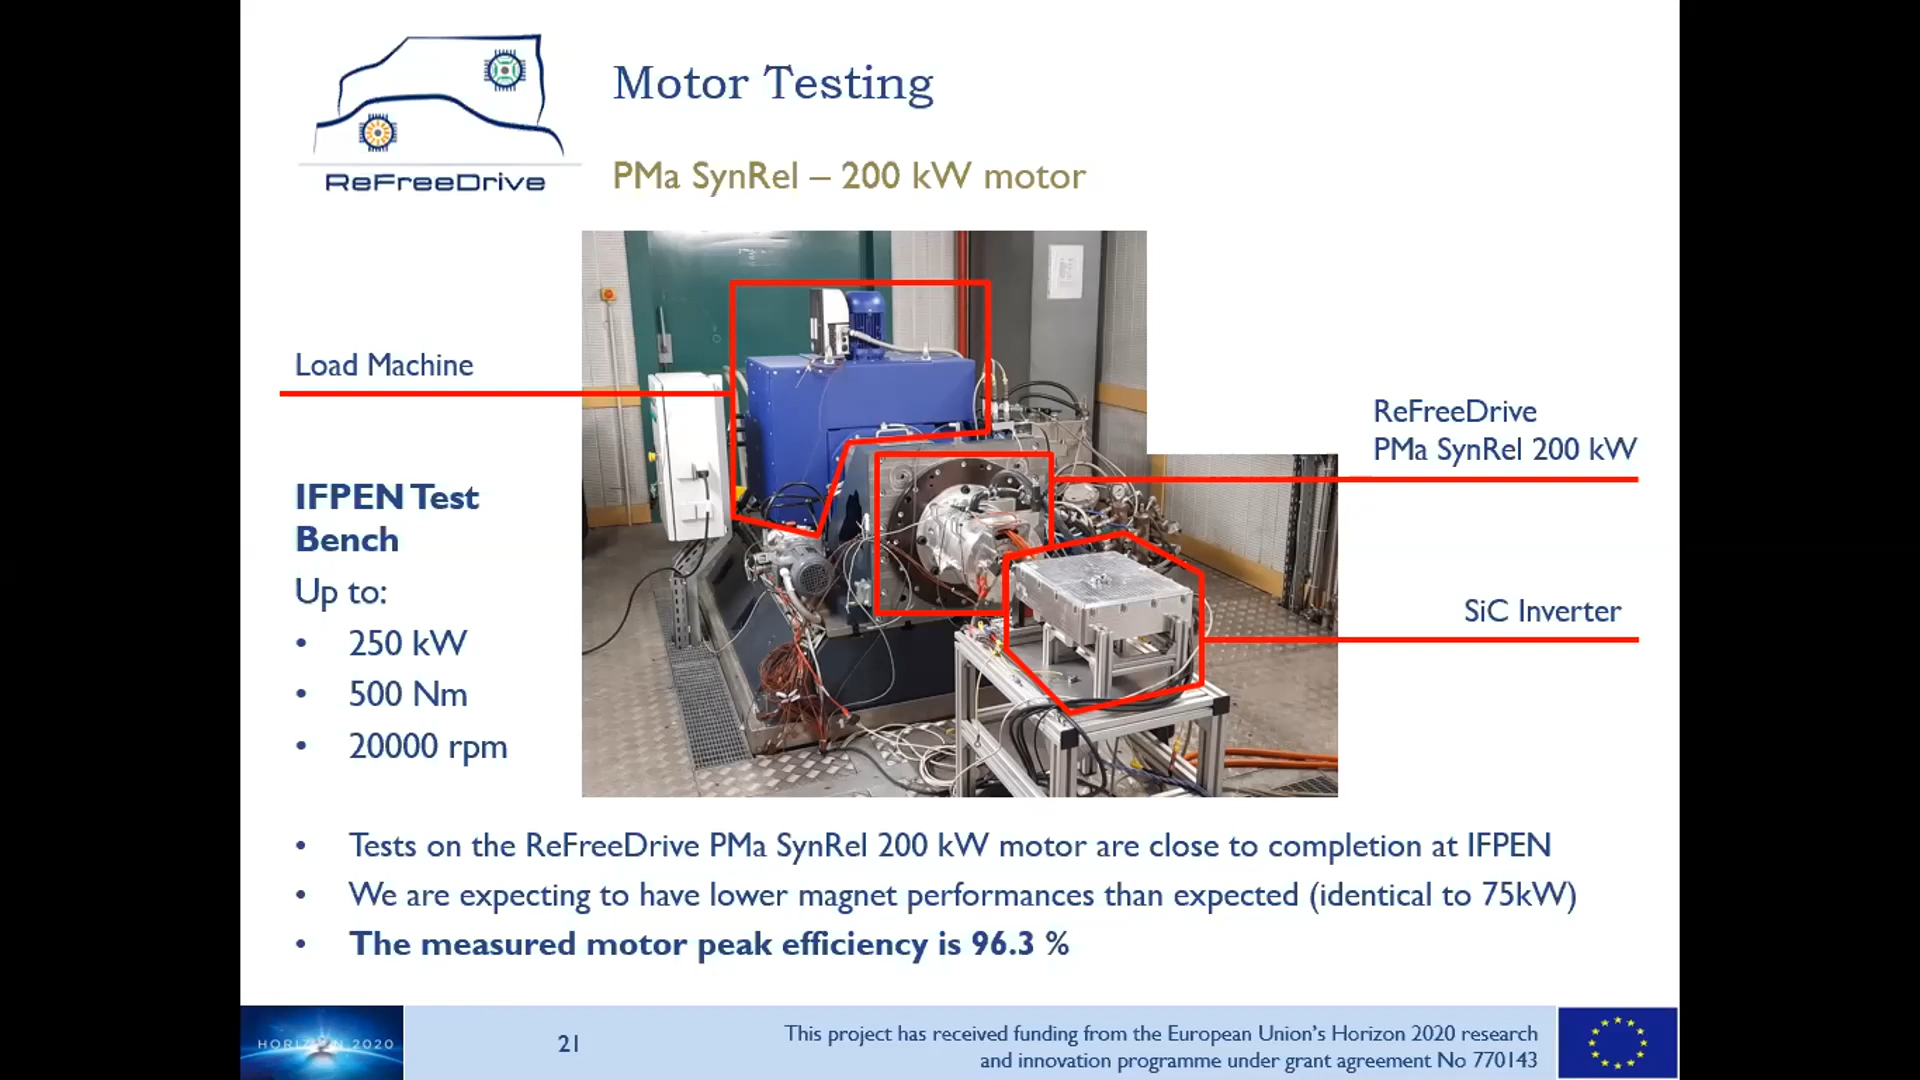 ReFreeDrive
Motor Testing
PMa SynRel – 200 kW motor
Load Machine
IFPEN Test
Bench
Up to:
• 250 kW
• 500 Nm
• 20000 rpm
ReFreeDrive
PMa SynRel 200 kW
SiC Inverter
• Tests on the ReFreeDrive PMa SynRel 200 kW motor are close to completion at IFPEN
• We are expecting to have lower magnet performances than expected (identical to 75kW)
• The measured motor peak efficiency is 96.3 %
HORIZON 2020
21
This project has received funding from the European Union’s Horizon 2020 research
and innovation programme under grant agreement No 770143